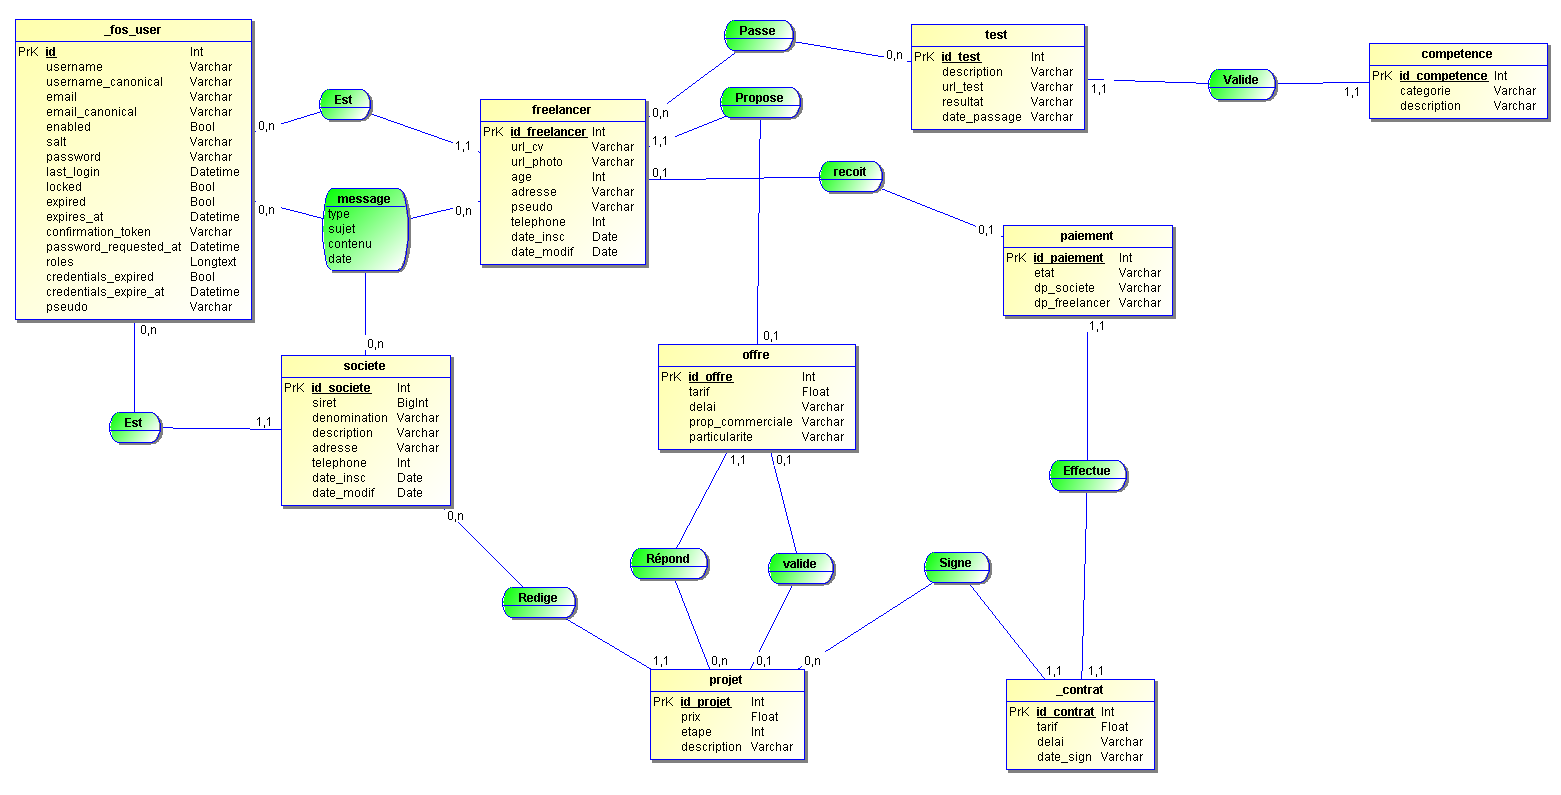 _fos_user
PrK id Int
username Varchar
username_canonical Varchar
email Varchar
email_canonical Varchar
enabled Bool
salt Varchar
password Varchar
last_login Datetime
locked Bool
expired Bool
expires_at Datetime
confirmation_token Varchar
password_requested_at Datetime
roles Longtext
credentials_expired Bool
credentials_expire_at Datetime
pseudo Varchar
0,n
Est
1,1
0,n
message
type
sujet
contenu
date
0,n
0,n
0,n
Est
1,1
freelancer
PrK id_freelancer Int
url_cv Varchar
url_photo Varchar
age Int
adresse Varchar
pseudo Varchar
telephone Int
date_insc Date
date_modif Date
0,n
Passe
0,n
1,1
Propose
0,1
0,1
recoit
0,1
test
PrK id_test Int
description Varchar
url_test Varchar
resultat Varchar
date_passage Varchar
1,1
Valide
1,1
competence
PrK id_competence Int
categorie Varchar
description Varchar
paiement
PrK id_paiement Int
etat Varchar
dp_societe Varchar
dp_freelancer Varchar
1,1
Effectue
1,1
societe
PrK id_societe Int
siret BigInt
denomination Varchar
description Varchar
adresse Varchar
telephone Int
date_insc Date
date_modif Date
0,n
Redige
1,1
offre
PrK id_offre Int
tarif Float
delai Varchar
prop_commerciale Varchar
particularite Varchar
1,1
Répond
0,n
0,1
valide
0,1
0,n
Signe
1,1
projet
PrK id_projet Int
prix Float
etape Int
description Varchar
_contrat
PrK id_contrat Int
tarif Float
delai Varchar
date_sign Varchar